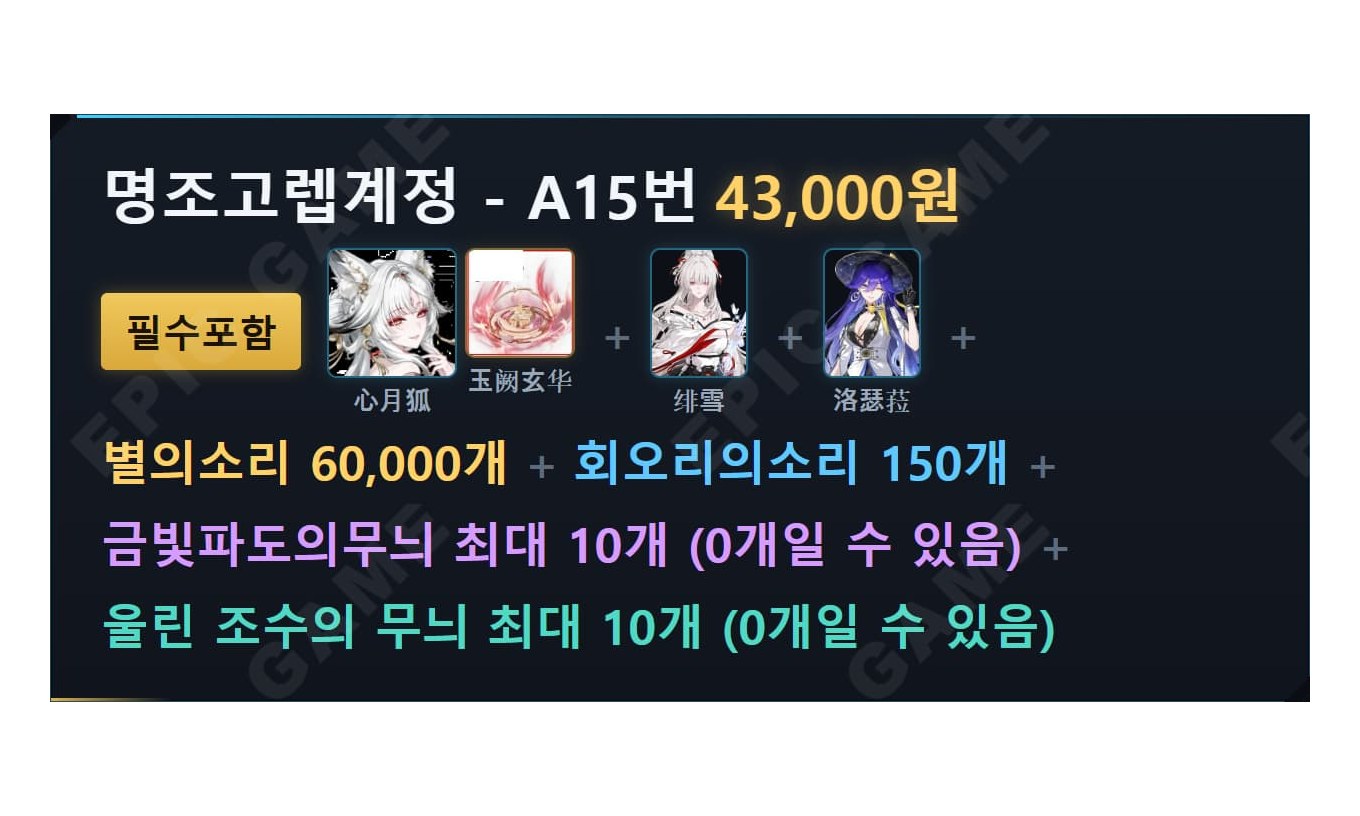 명조고렙계정 - A15번 43,000원
필수포함
心月狐
玉阙玄华
+
绯雪
+
洛瑟菈
+
별의소리 60,000개 + 회오리의소리 150개 +
금빛파도의무늬 최대 10개 (0개일 수 있음) +
울린 조수의 무늬 최대 10개 (0개일 수 있음)
EPIC GAME
EPIC GAME